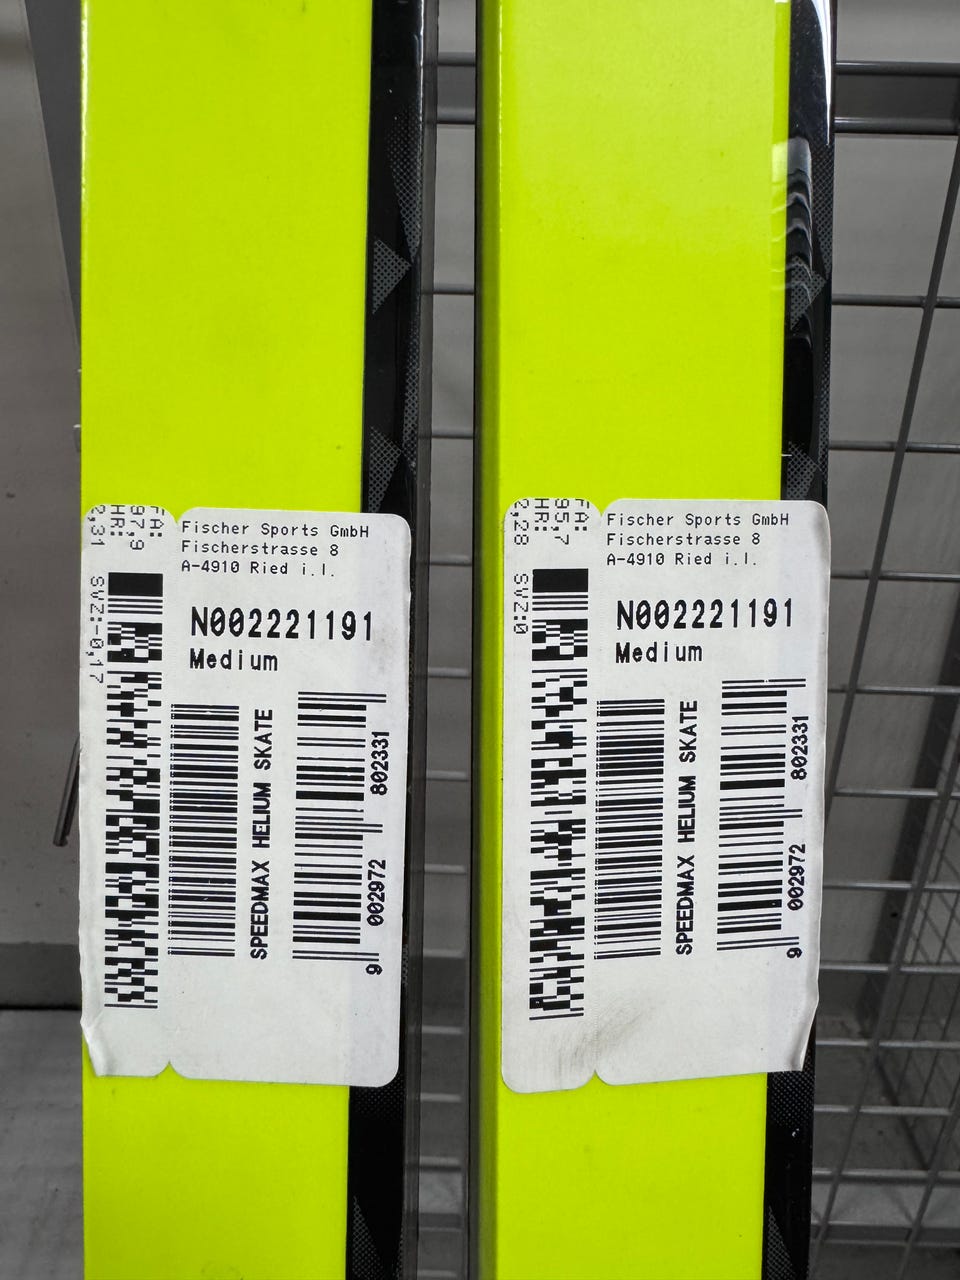 FA:
97,9
HR:
2,31 SVZ:-0,17
Fischer Sports GmbH
Fischerstrasse 8
A-4910 Ried i.I.
N002221191
Medium
SPEEDMAX HELIUM SKATE
9 002972 802331
FA:
95,7
HR:
2,28 SVZ:0
Fischer Sports GmbH
Fischerstrasse 8
A-4910 Ried i.I.
N002221191
Medium
SPEEDMAX HELIUM SKATE
9 002972 802331